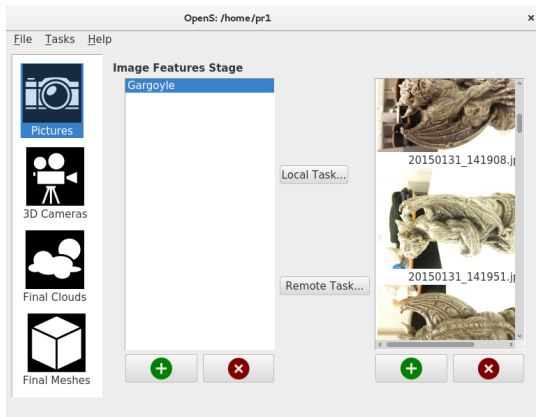 OpenS: /home/pr1
File Tasks Help
Image Features Stage
Pictures
3D Cameras
Final Clouds
Final Meshes
Gargoyle
Local Task...
Remote Task...
20150131_141908.j
20150131_141951.j